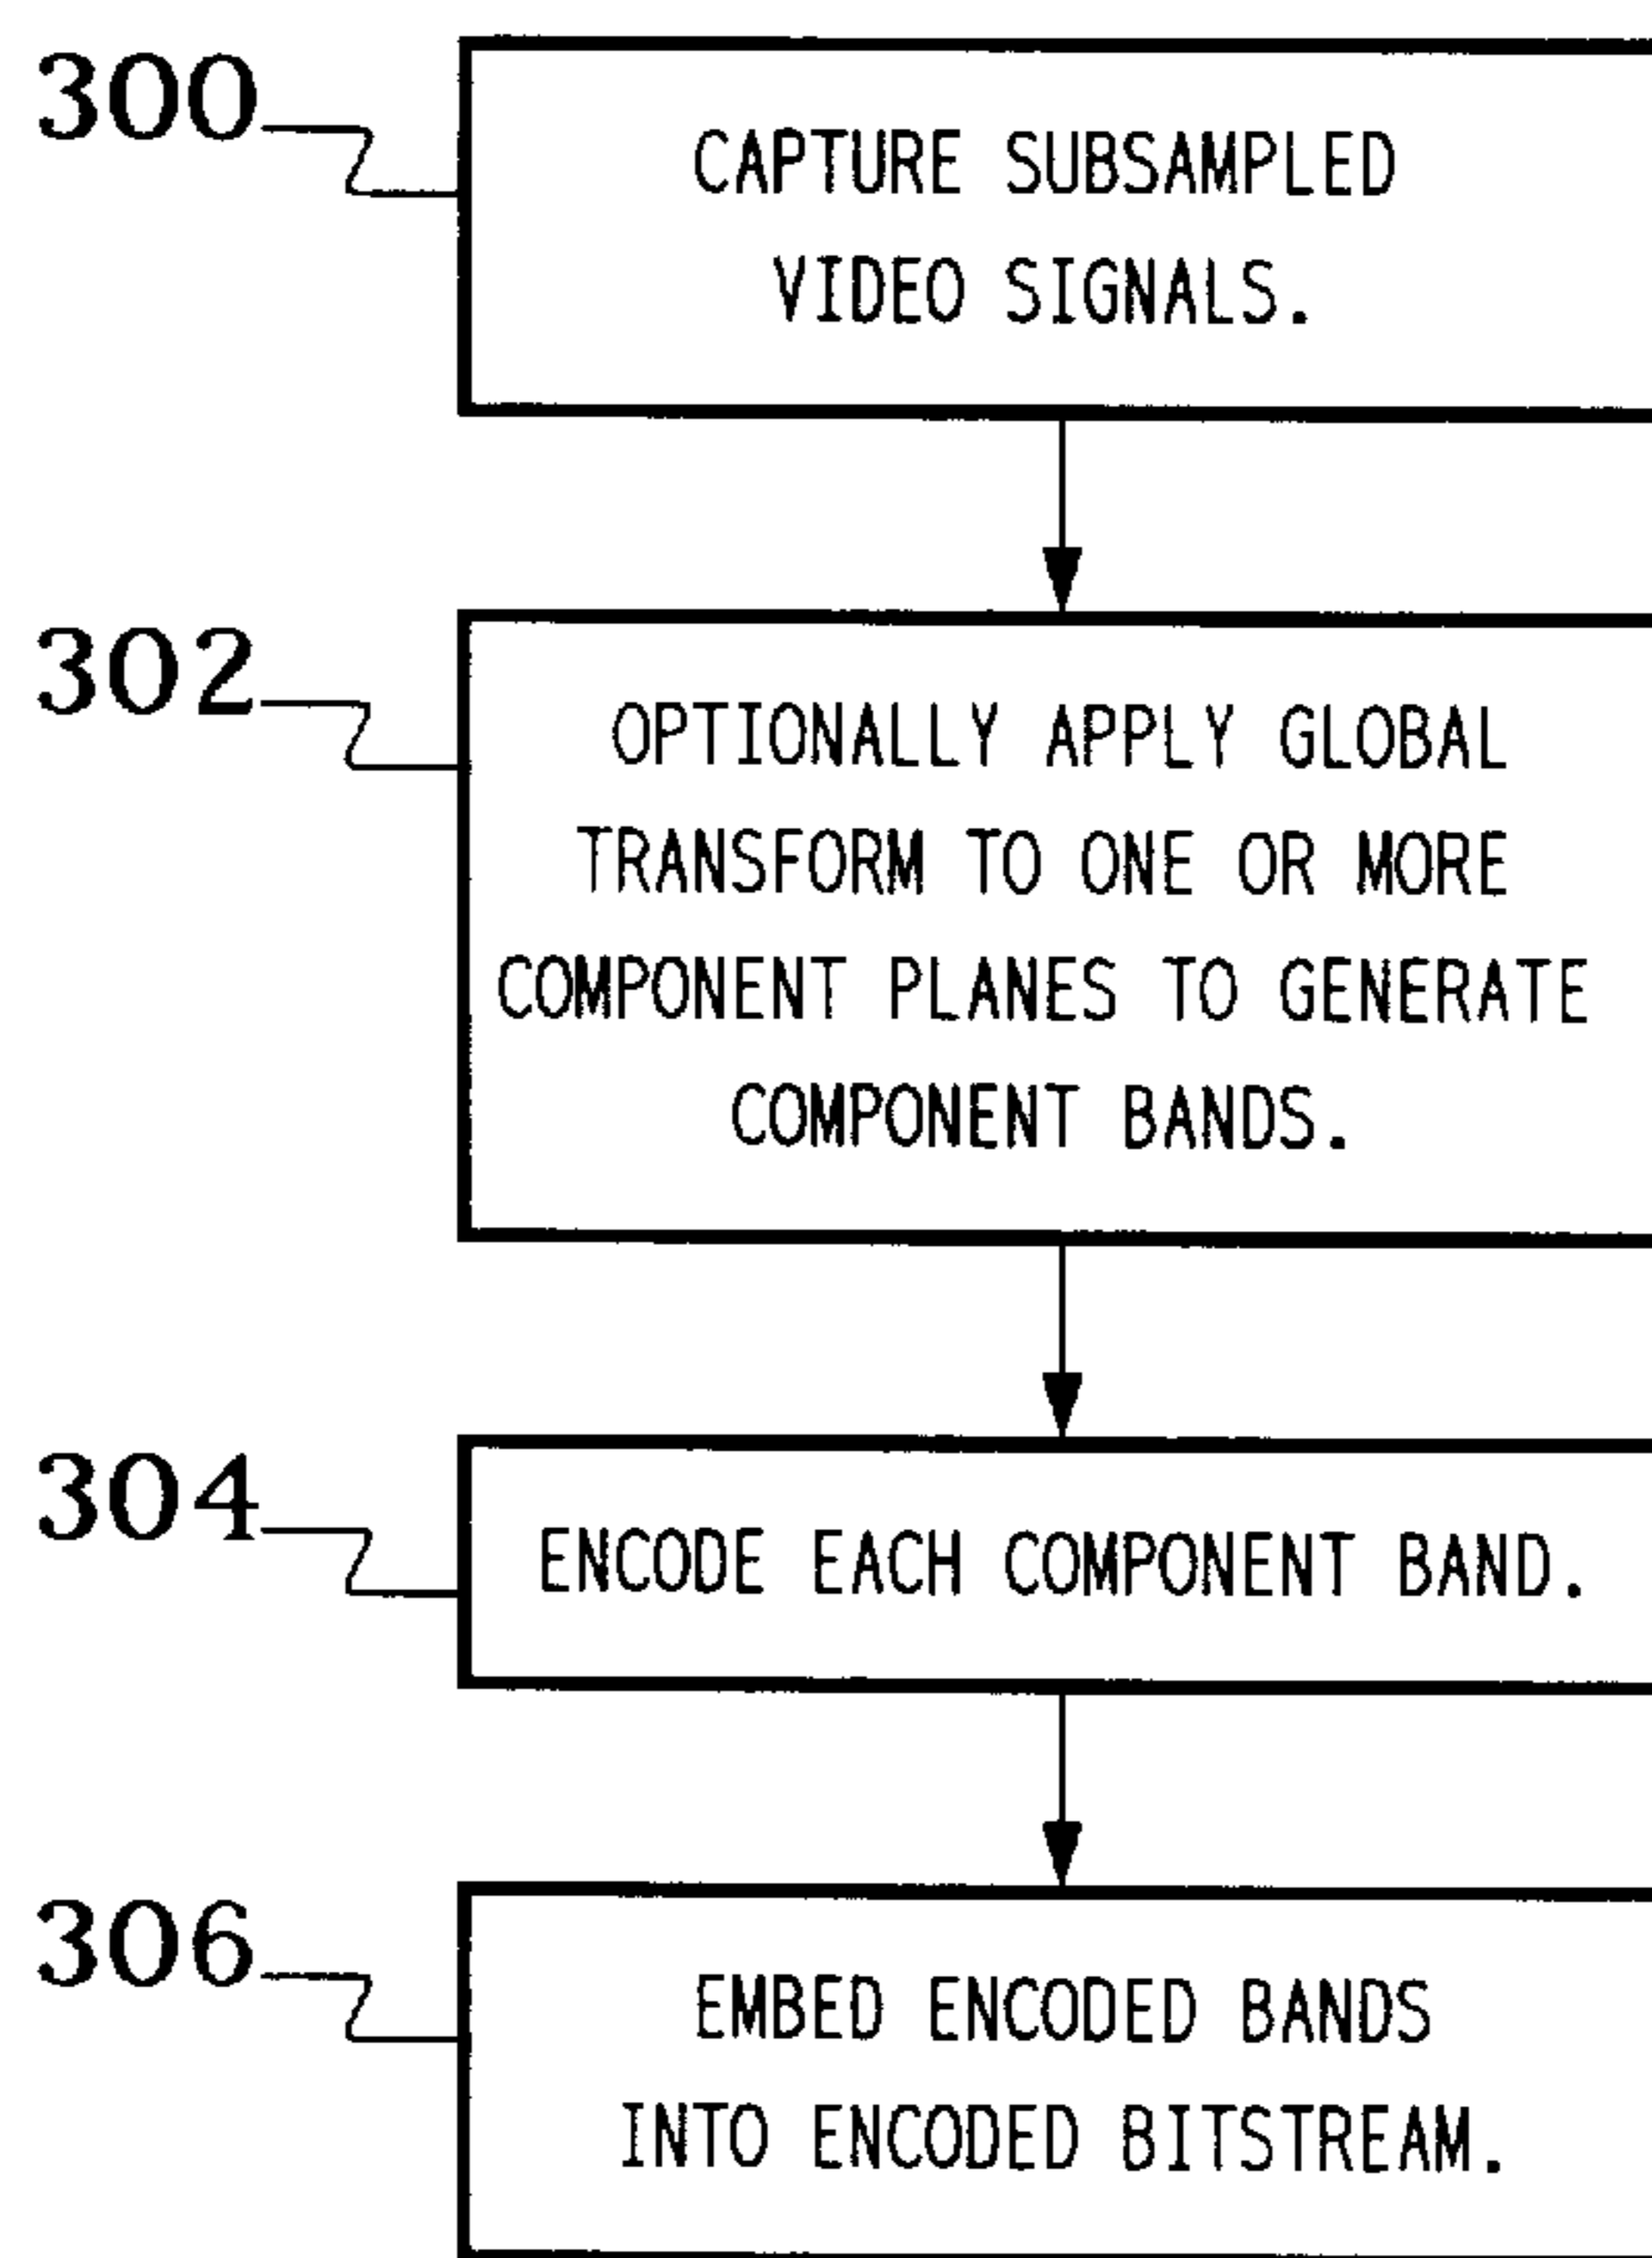 300
CAPTURE SUBSAMPLED
VIDEO SIGNALS.
302
OPTIONALLY APPLY GLOBAL
TRANSFORM TO ONE OR MORE
COMPONENT PLANES TO GENERATE
COMPONENT BANDS.
304
ENCODE EACH COMPONENT BAND.
306
EMBED ENCODED BANDS
INTO ENCODED BITSTREAM.